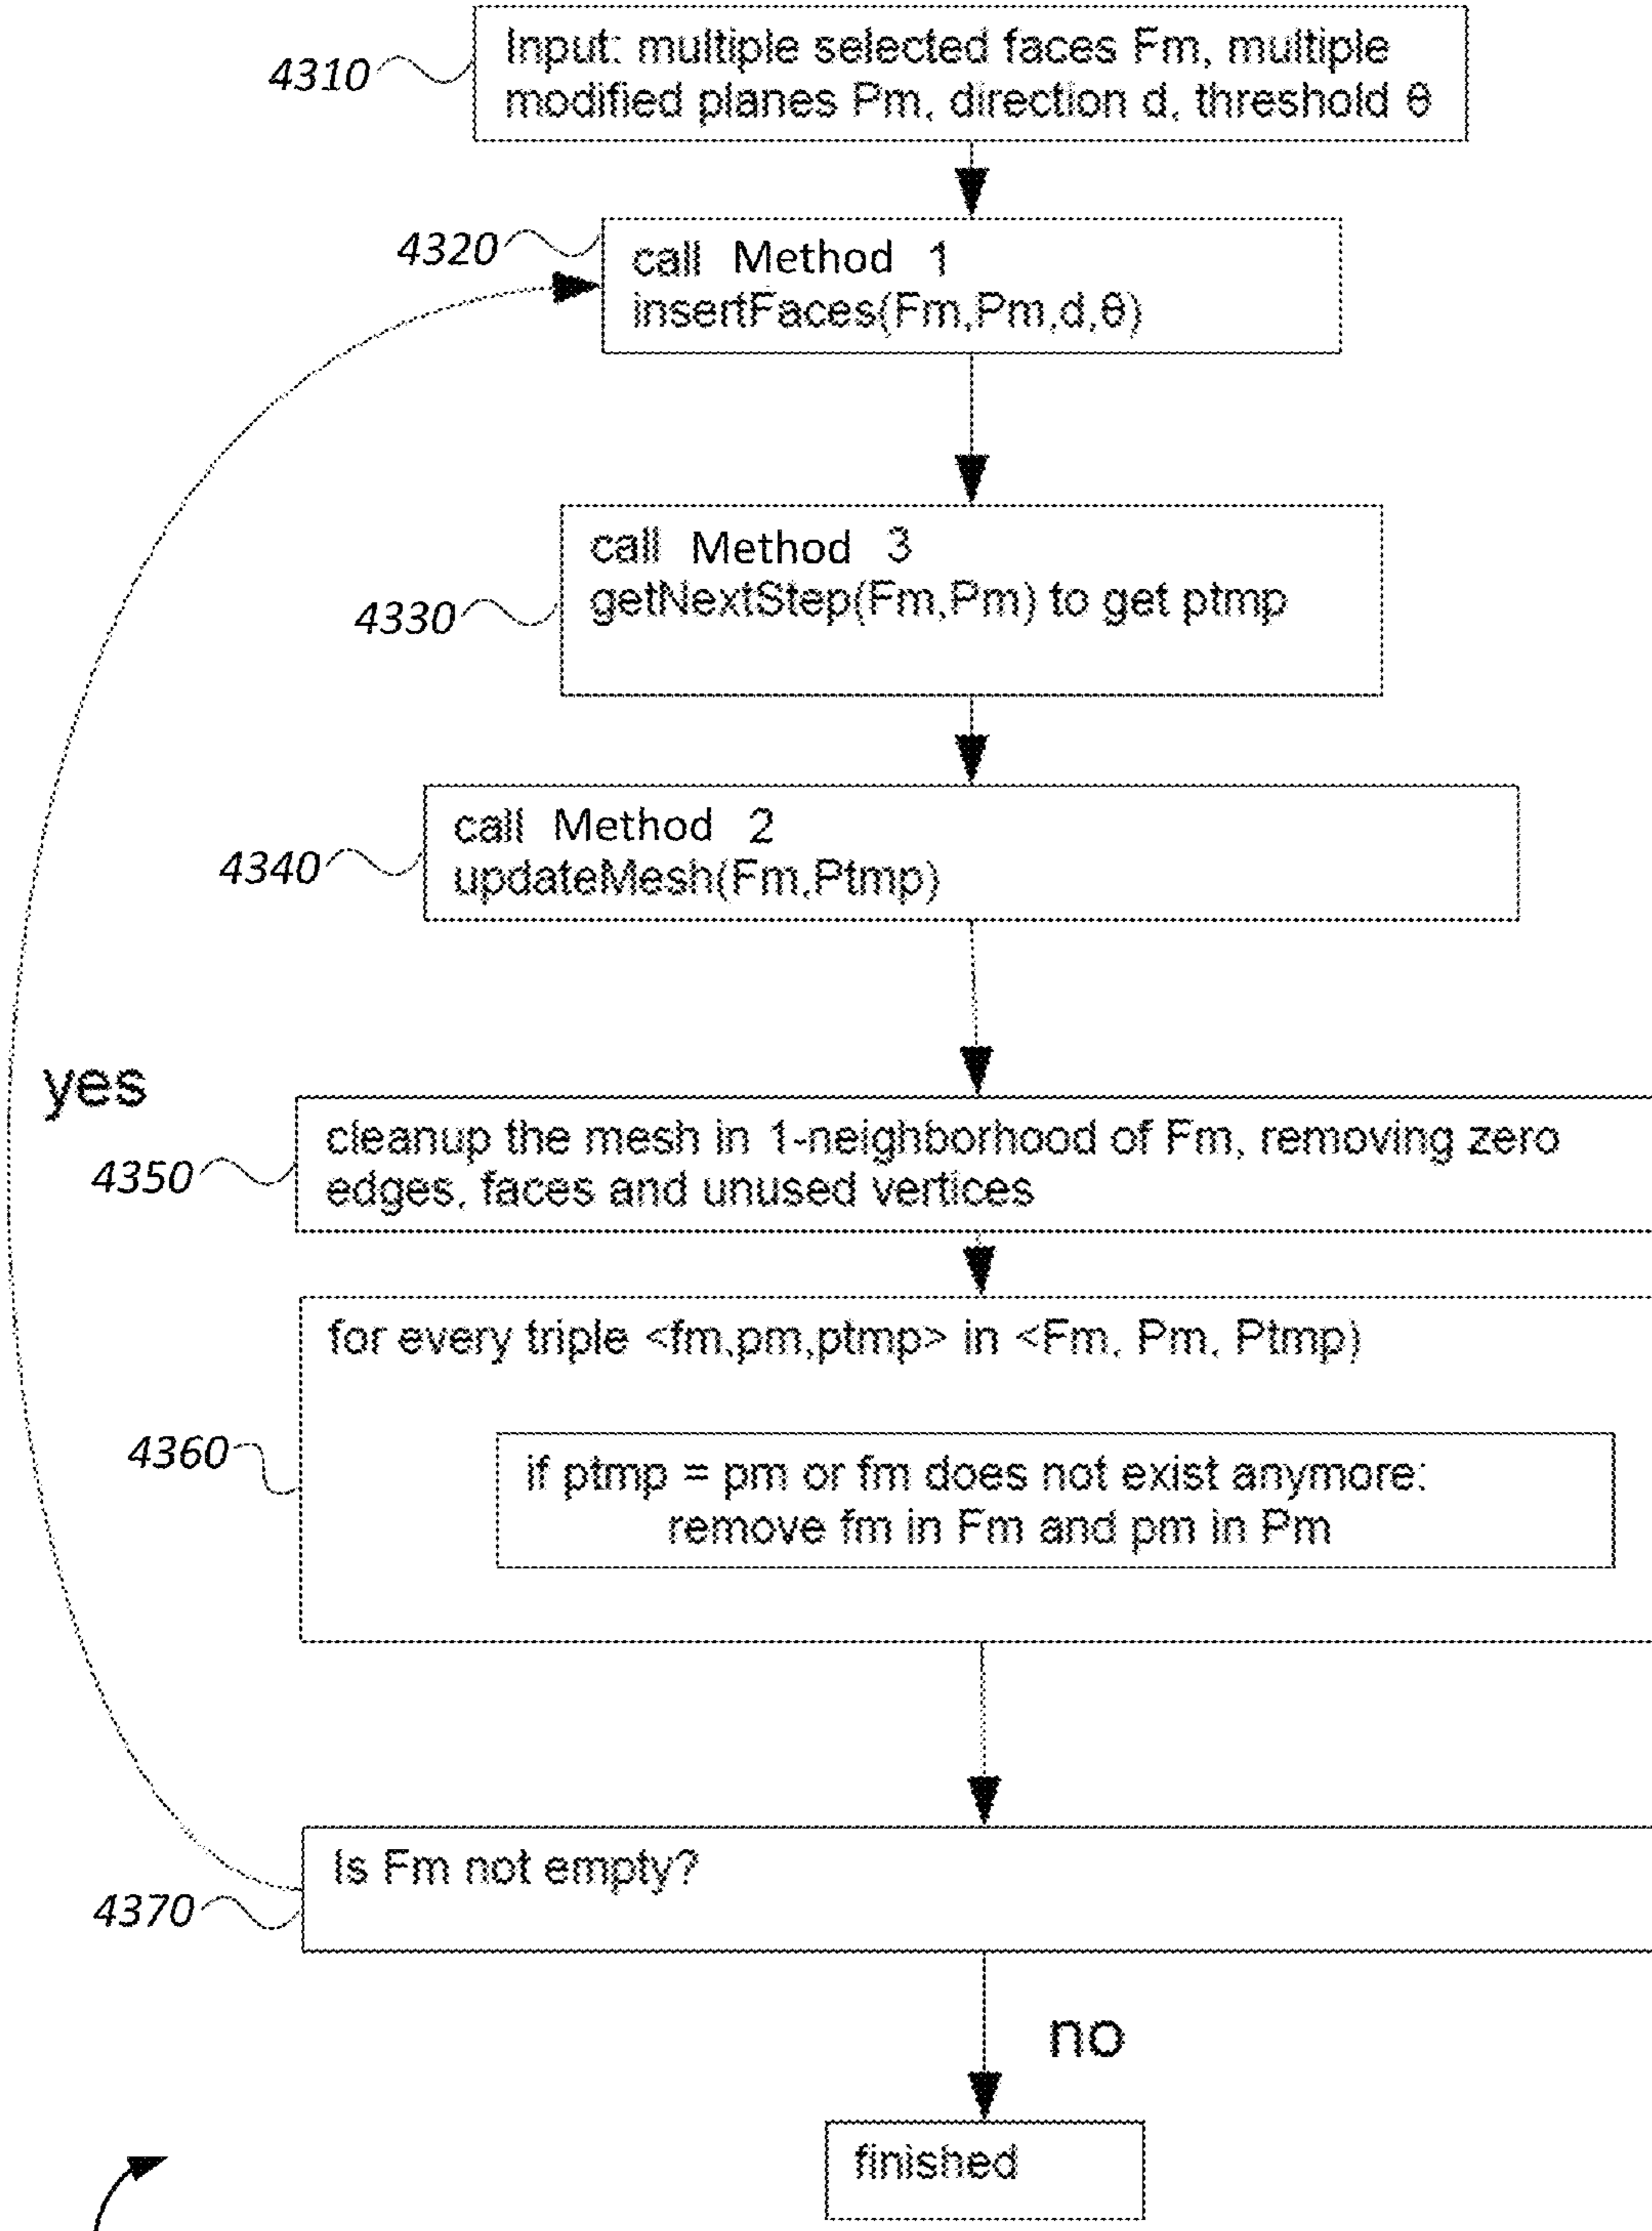 4310
Input: multiple selected faces Fm, multiple
modified planes Pm, direction d, threshold θ
4320
call Method 1
insertFaces(Fm,Pm,d,θ)
call Method 3
4330
getNextStep(Fm,Pm) to get ptmp
call Method 2
4340
updateMesh(Fm,Ptmp)
yes
4350
cleanup the mesh in 1-neighborhood of Fm, removing zero
edges, faces and unused vertices
for every triple <fm,pm,ptmp> in <Fm, Pm, Ptmp)
4360
if ptmp = pm or fm does not exist anymore:
remove fm in Fm and pm in Pm
Is Fm not empty?
4370
no
finished